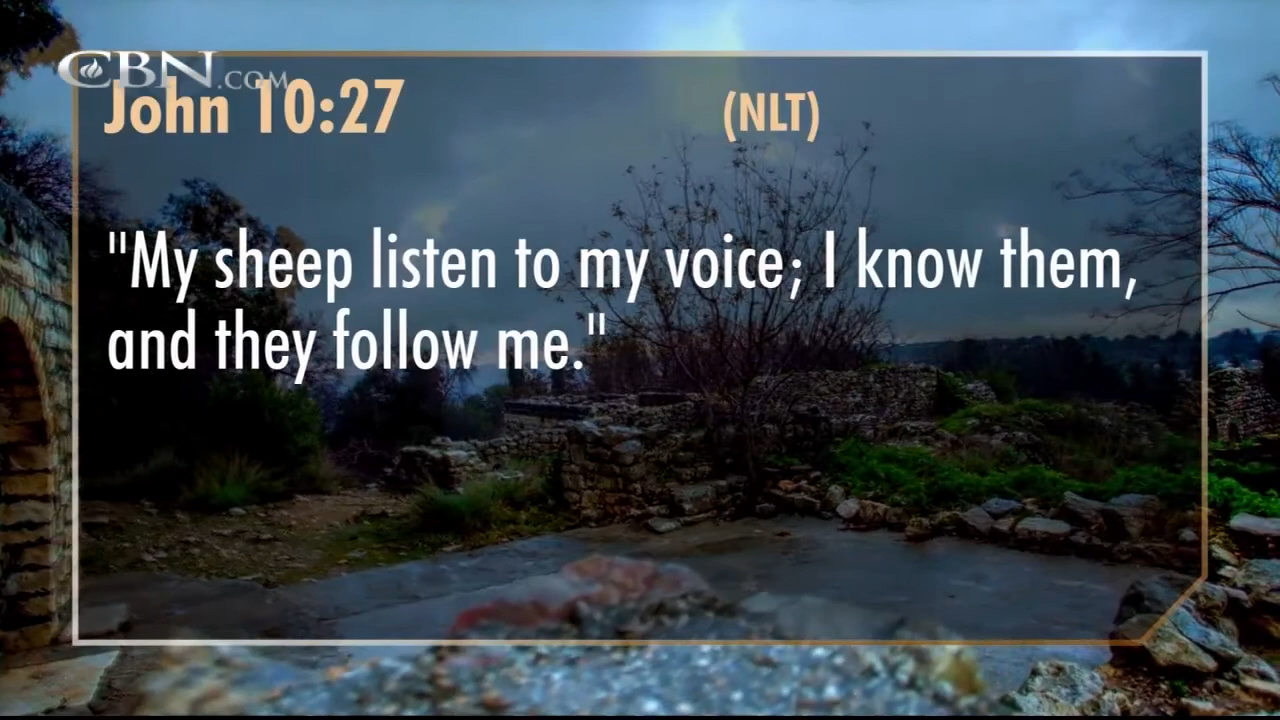 CBN.COM
John 10:27 (NLT)
"My sheep listen to my voice; I know them,
and they follow me."